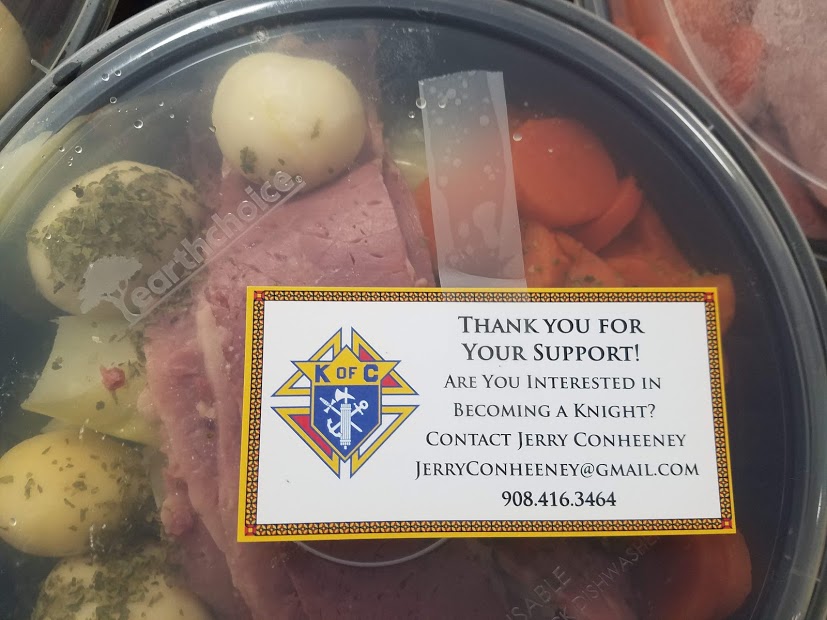 earthchoice.
K OF C
THANK YOU FOR
YOUR SUPPORT!
ARE YOU INTERESTED IN
BECOMING A KNIGHT?
CONTACT JERRY CONHEENEY
JERRYCONHEENEY@GMAIL.COM
908.416.3464